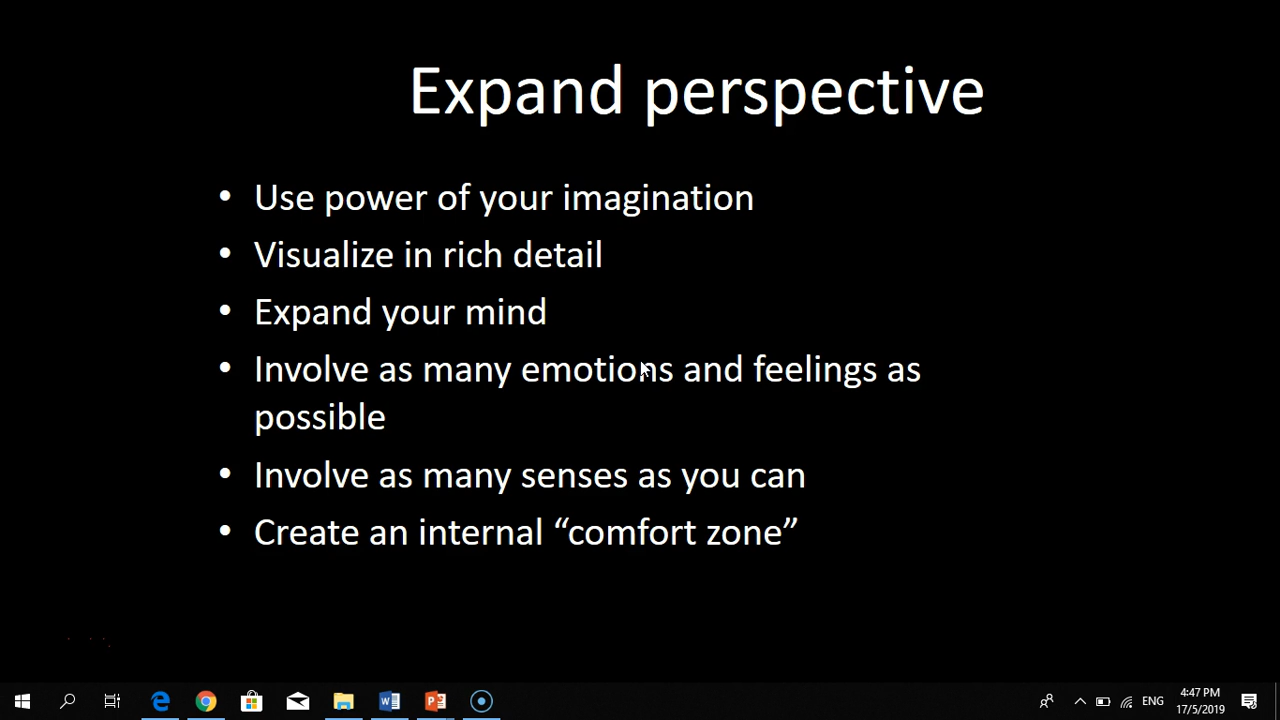 Expand perspective
• Use power of your imagination
• Visualize in rich detail
• Expand your mind
• Involve as many emotions and feelings as
possible
• Involve as many senses as you can
• Create an internal “comfort zone”
ENG
4:47 PM
17/5/2019